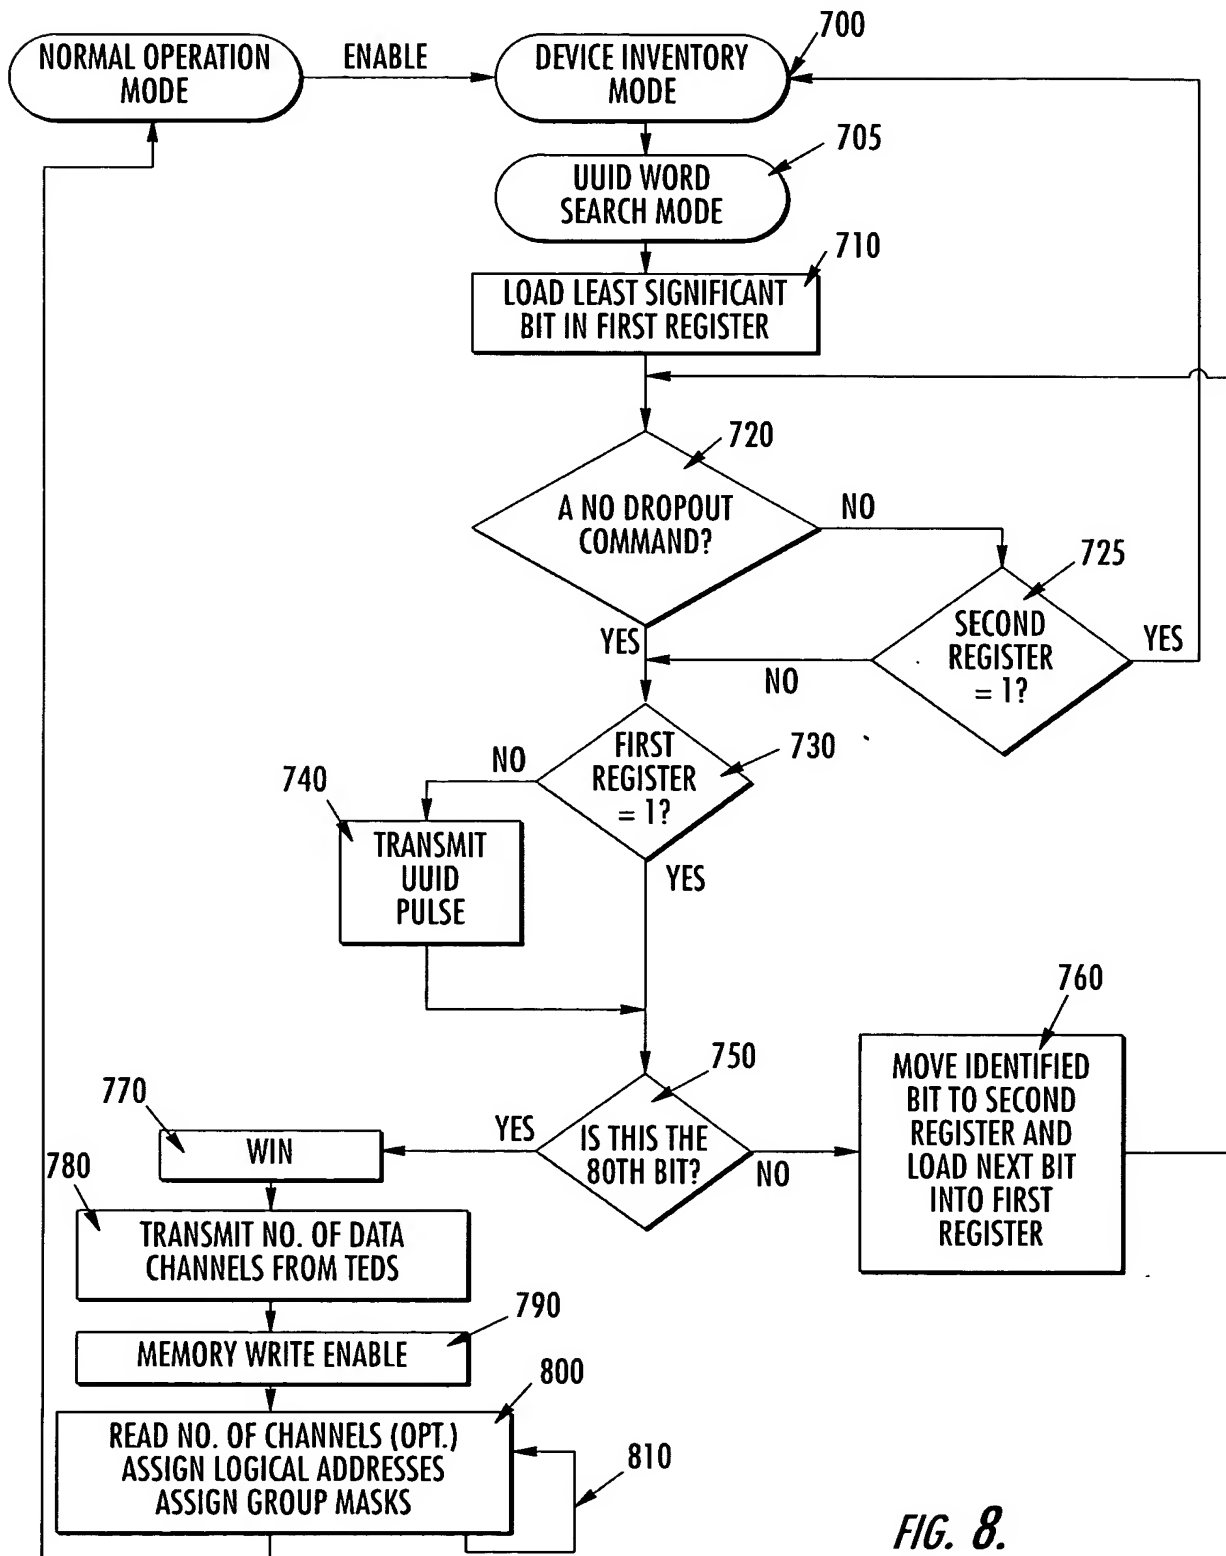 NORMAL OPERATION
MODE
ENABLE
DEVICE INVENTORY
MODE
700
705
UUID WORD
SEARCH MODE
710
LOAD LEAST SIGNIFICANT
BIT IN FIRST REGISTER
720
A NO DROPOUT
COMMAND?
NO
725
YES
SECOND
REGISTER
= 1?
YES
NO
730
FIRST
REGISTER
= 1?
NO
740
TRANSMIT
UUID
PULSE
YES
760
MOVE IDENTIFIED
BIT TO SECOND
REGISTER AND
LOAD NEXT BIT
INTO FIRST
REGISTER
750
IS THIS THE
80TH BIT?
YES
NO
770
WIN
780
TRANSMIT NO. OF DATA
CHANNELS FROM TEDS
790
MEMORY WRITE ENABLE
800
READ NO. OF CHANNELS (OPT.)
ASSIGN LOGICAL ADDRESSES
ASSIGN GROUP MASKS
810
FIG. 8.